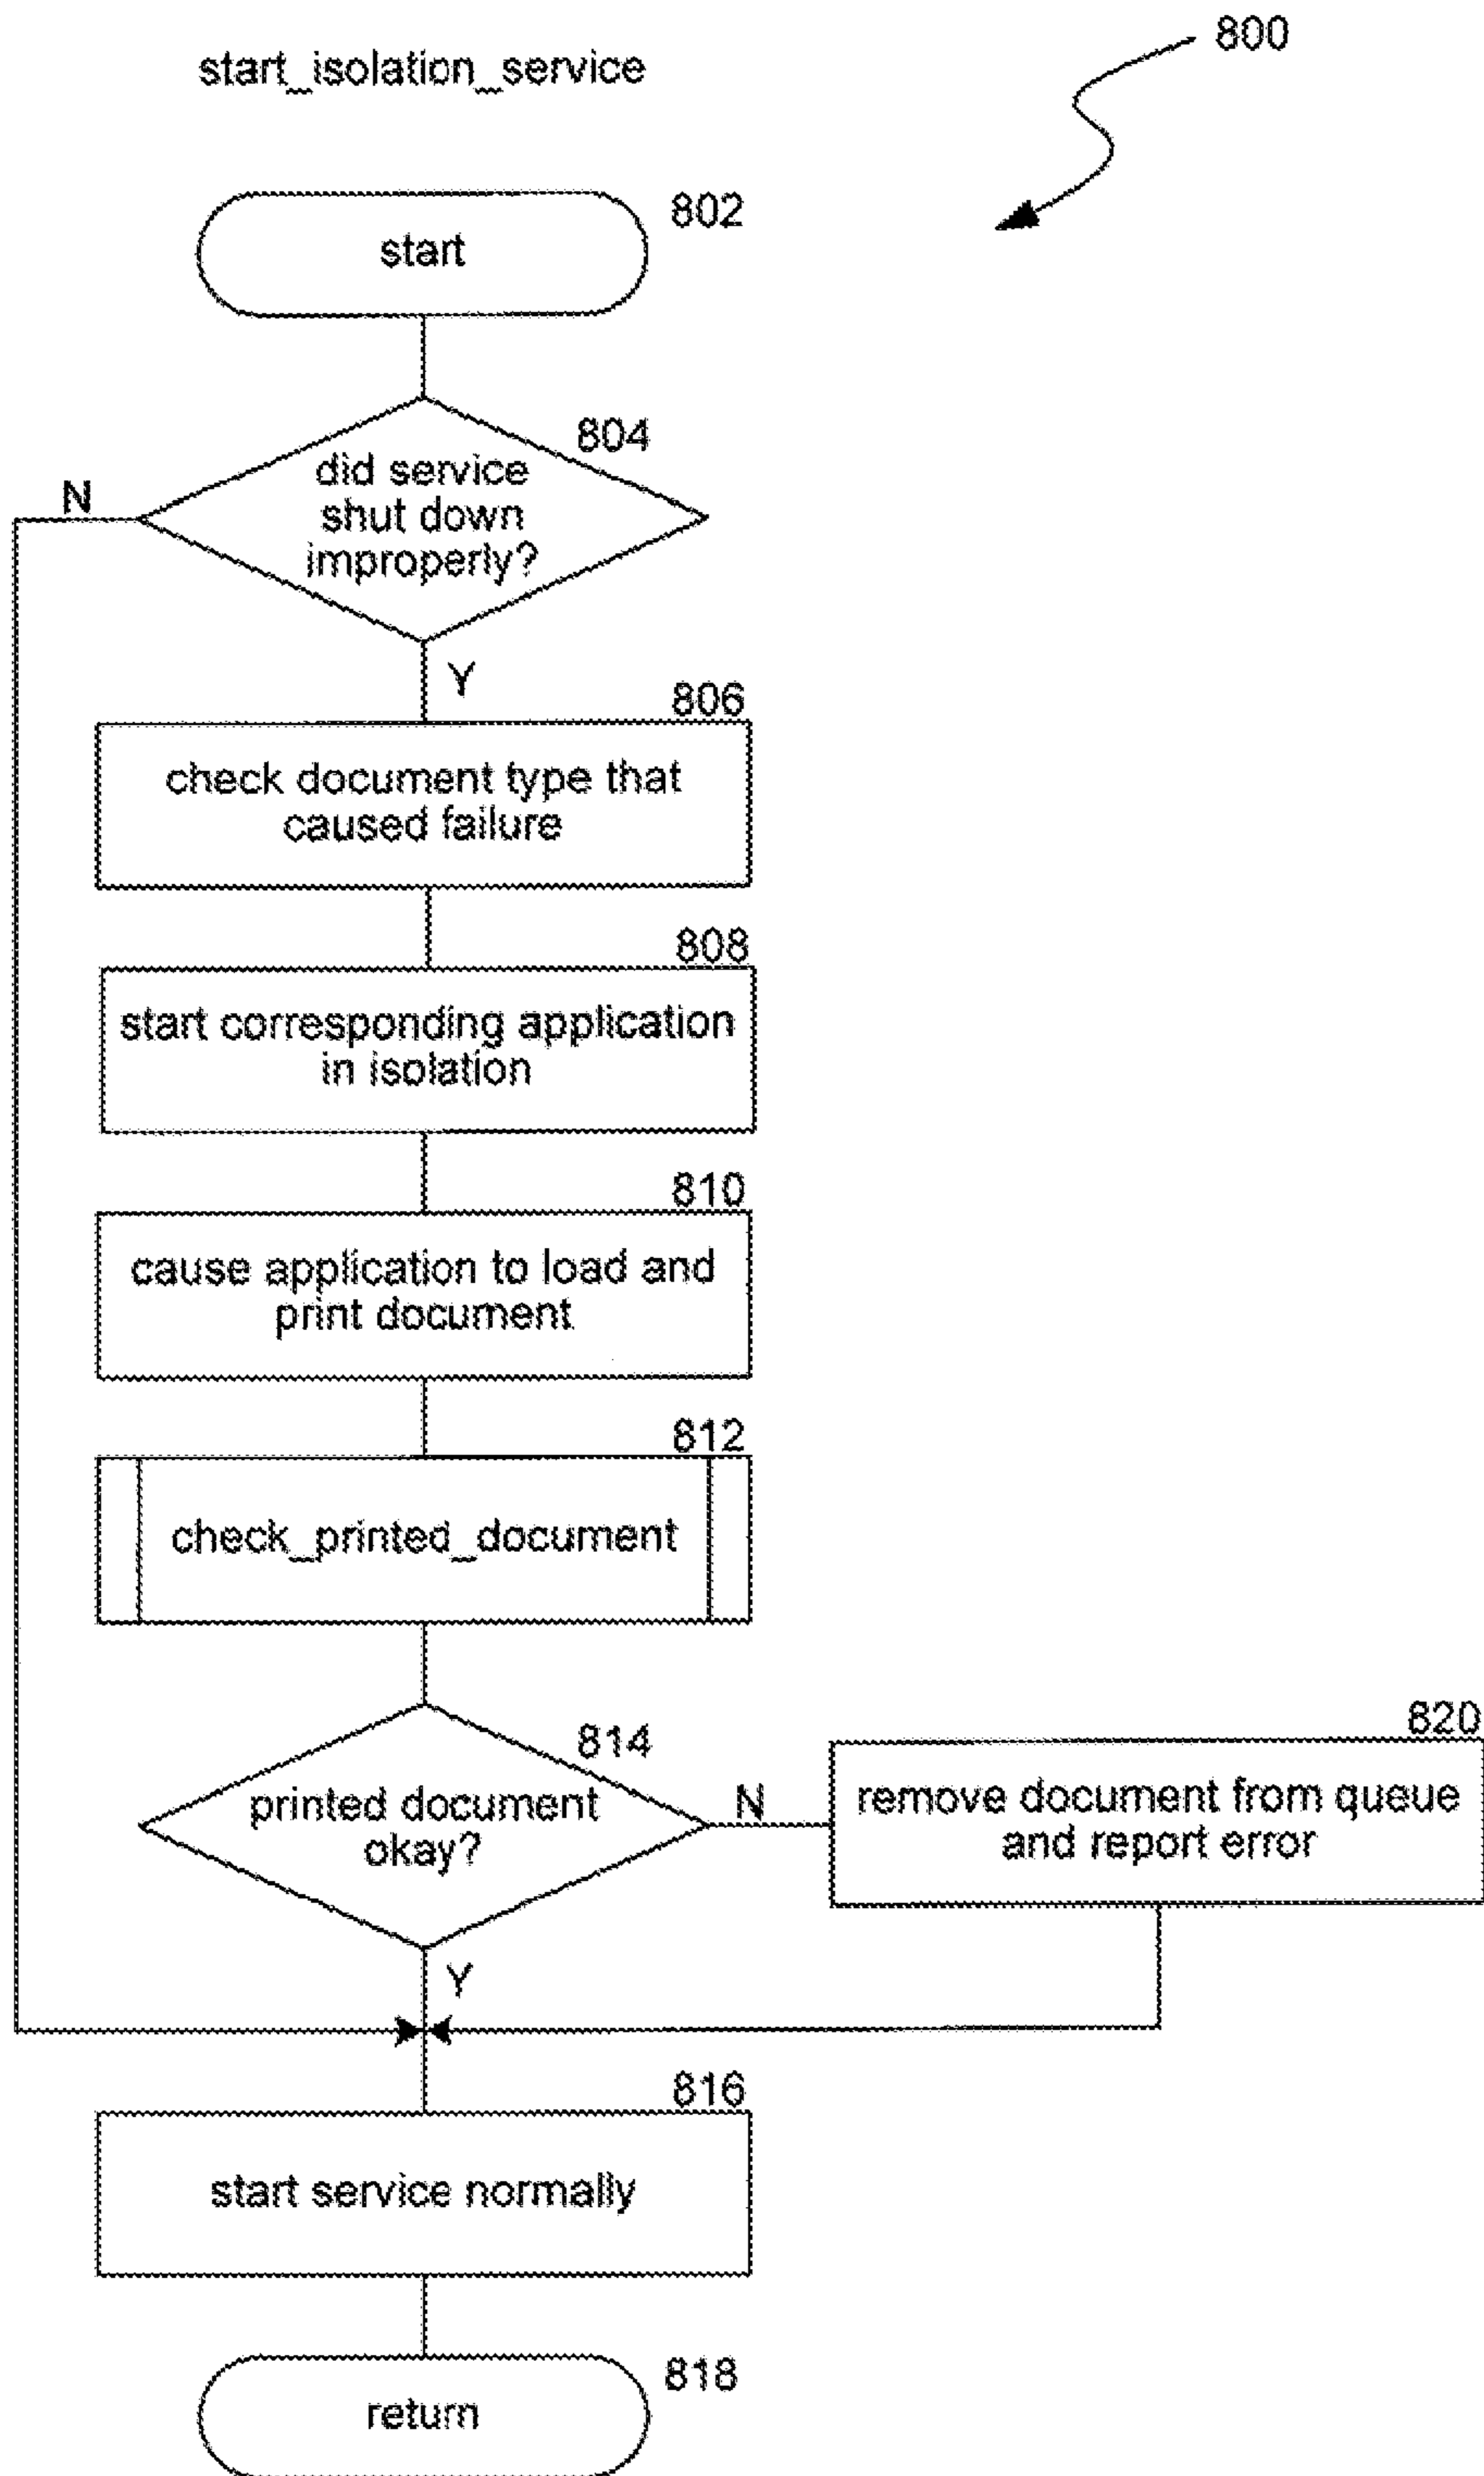 800
start_isolation_service
802
start
804
did service
shut down
improperly?
N
Y
806
check document type that
caused failure
808
start corresponding application
in isolation
810
cause application to load and
print document
812
check_printed_document
814
printed document
okay?
N
820
remove document from queue
and report error
Y
816
start service normally
818
return